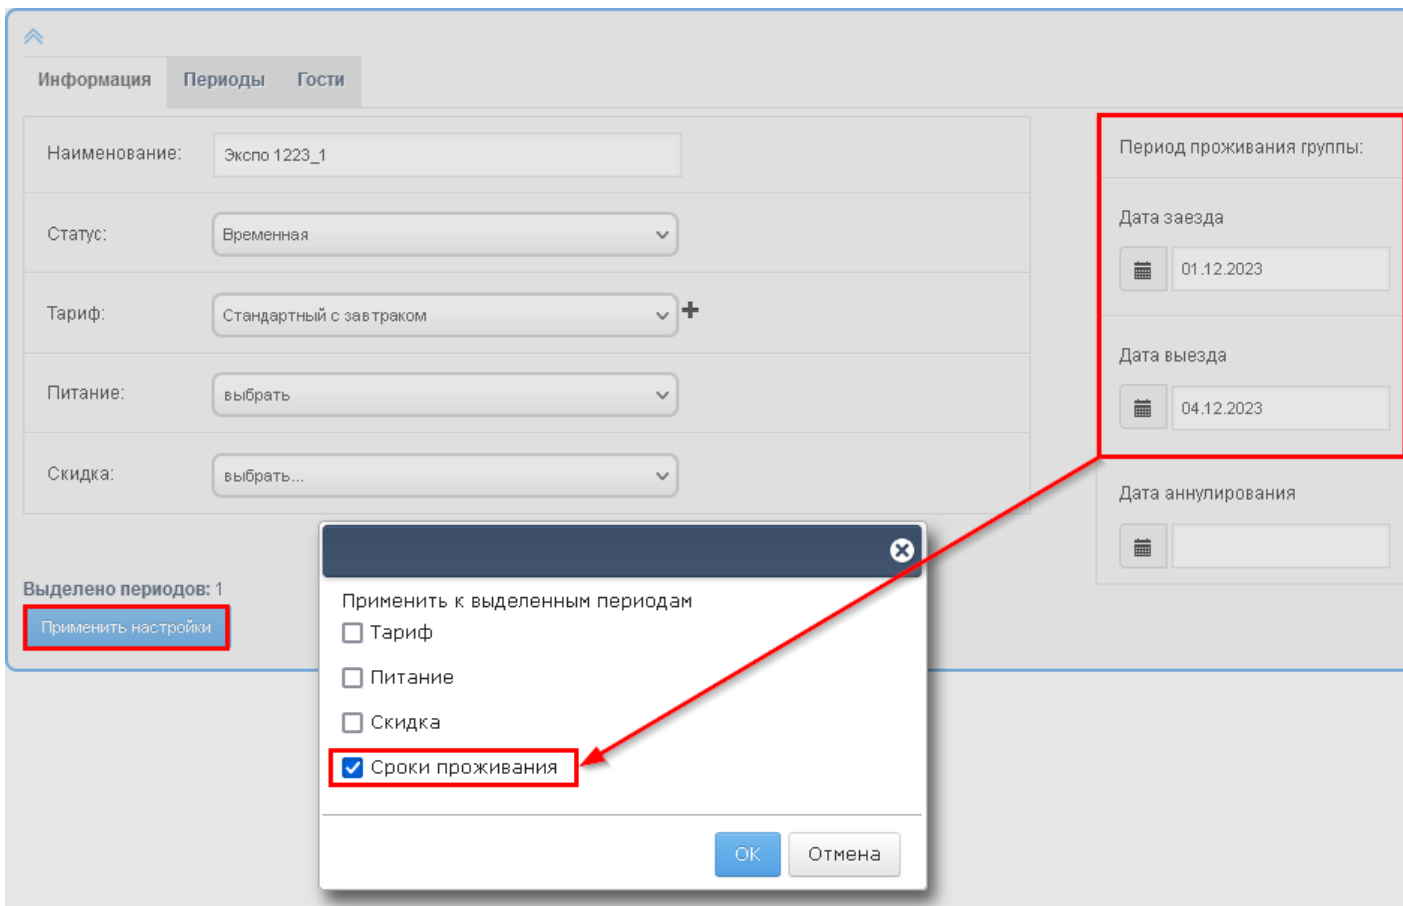 Информация Периоды Гости
Наименование: Экспо 1223_1
Статус: Временная
Тариф: Стандартный с завтраком
Питание: выбрать
Скидка: выбрать...
Период проживания группы:
Дата заезда
01.12.2023
Дата выезда
04.12.2023
Дата аннулирования
Выделено периодов: 1
Применить настройки
Применить к выделенным периодам
Тариф
Питание
Скидка
Сроки проживания
OK Отмена